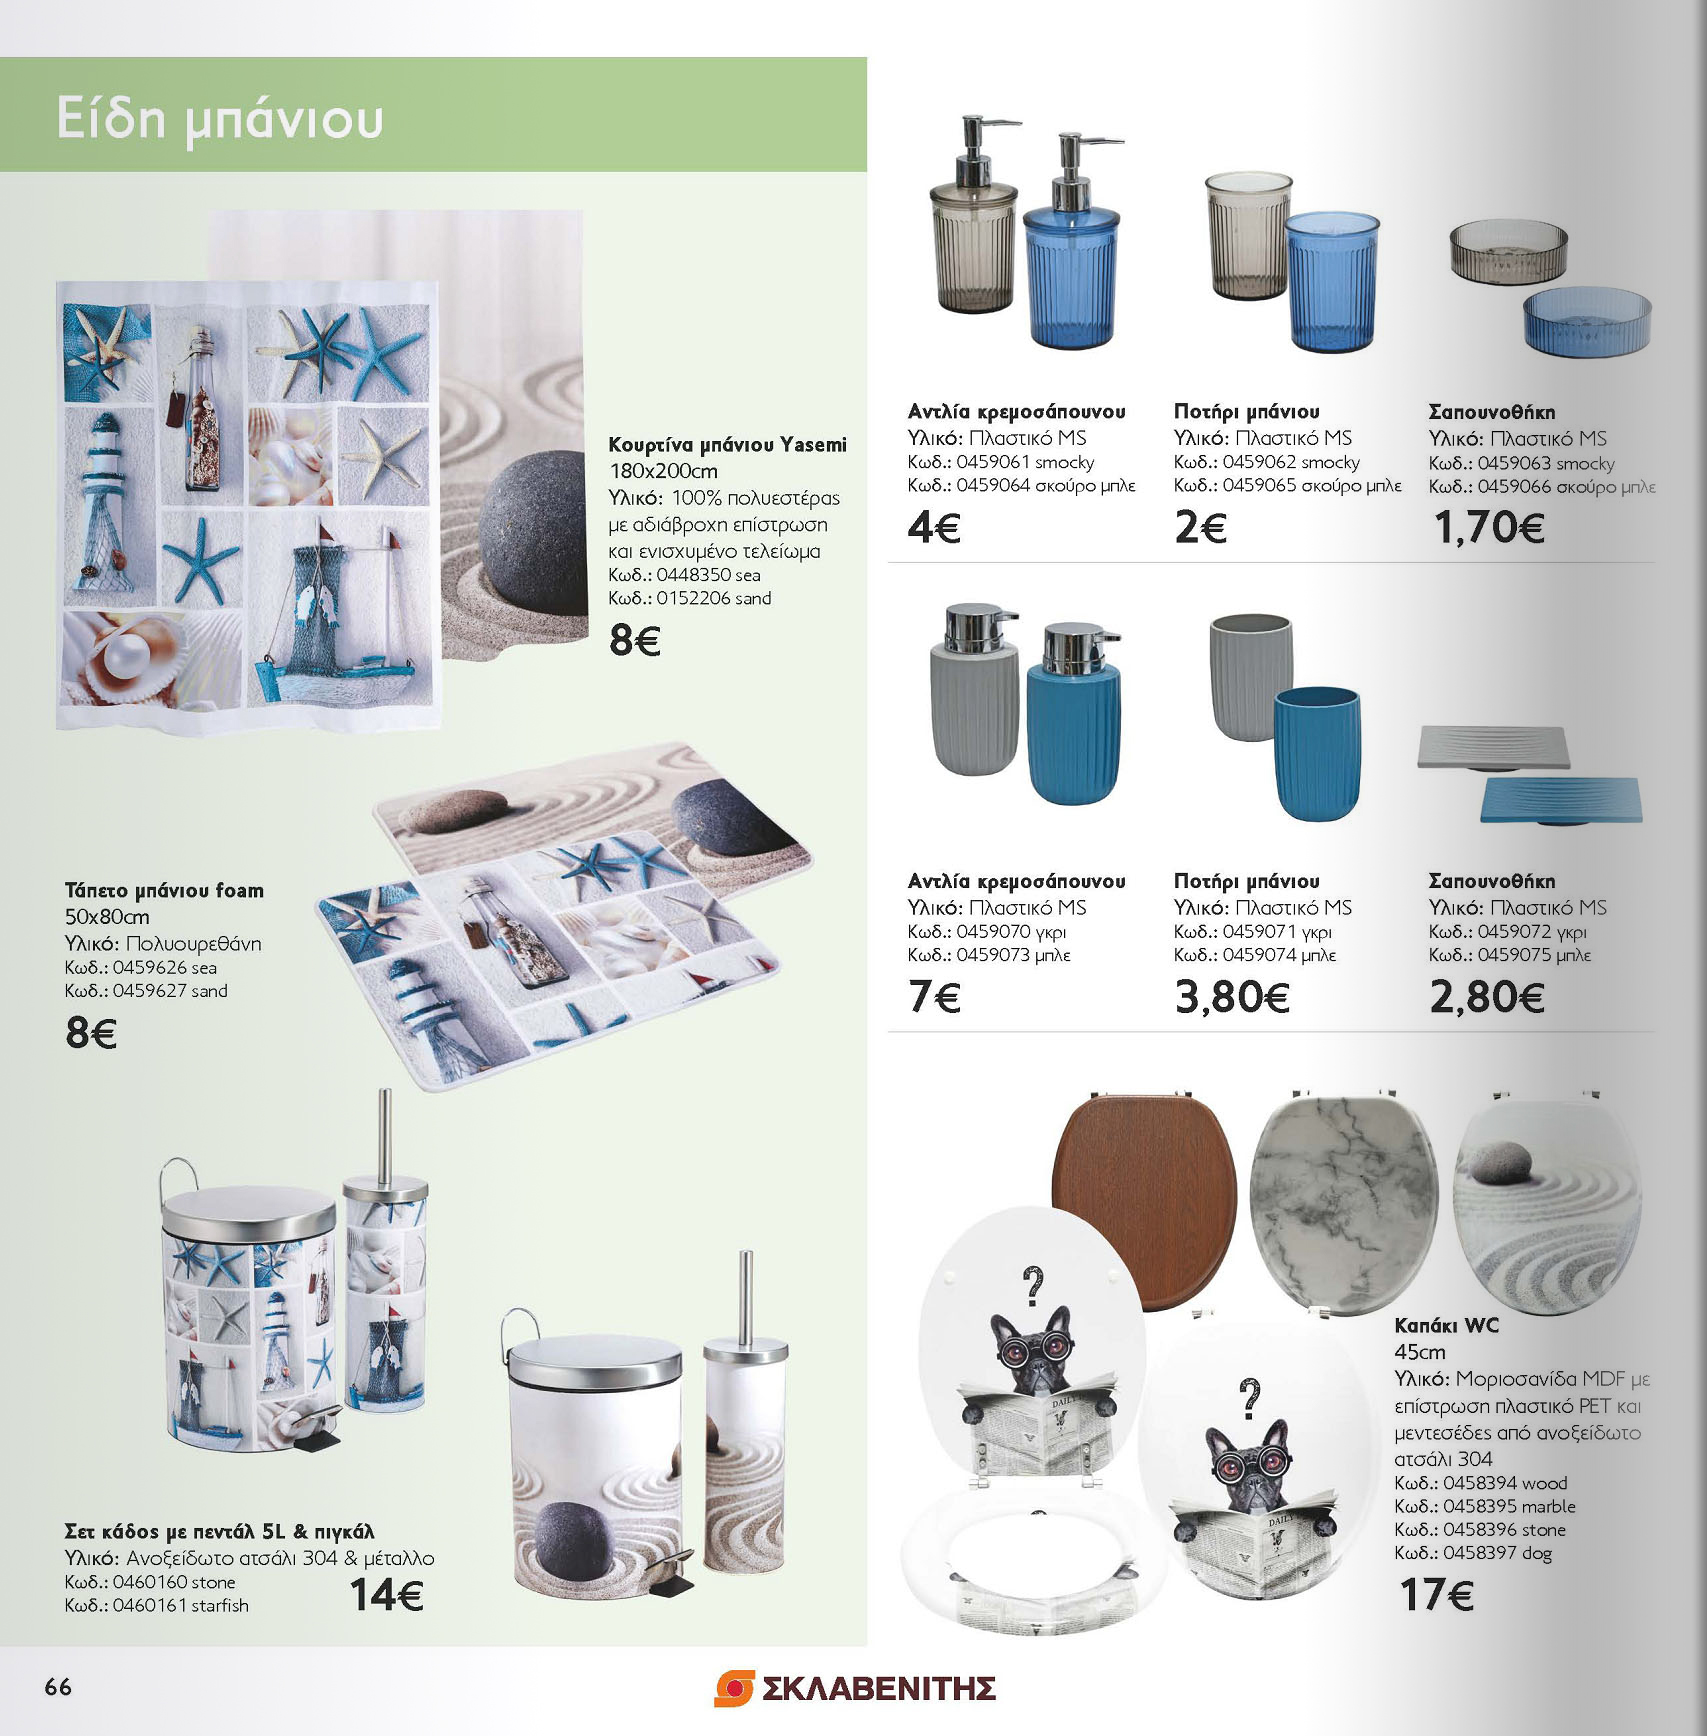 Είδη μπάνιου
Κουρτίνα μπάνιου Yasemi
180x200cm
Υλικό: 100% πολυεστέρας
με αδιάβροχη επίστρωση
και ενισχυμένο τελείωμα
Κωδ.: 0448350 sea
Κωδ.: 0152206 sand
8€
Τάπετο μπάνιου foam
50x80cm
Υλικό: Πολυουρεθάνη
Κωδ.: 0459626 sea
Κωδ.: 0459627 sand
8€
Σετ κάδος με πεντάλ 5L & πιγκάλ
Υλικό: Ανοξείδωτο ατσάλι 304 & μέταλλο
Κωδ.: 0460160 stone
Κωδ.: 0460161 starfish
14€
Αντλία κρεμοσάπουνου
Υλικό: Πλαστικό MS
Κωδ.: 0459061 smocky
Κωδ.: 0459064 σκούρο μπλε
4€
Ποτήρι μπάνιου
Υλικό: Πλαστικό MS
Κωδ.: 0459062 smocky
Κωδ.: 0459065 σκούρο μπλε
2€
Σαπουνοθήκη
Υλικό: Πλαστικό MS
Κωδ.: 0459063 smocky
Κωδ.: 0459066 σκούρο μπλε
1,70€
Αντλία κρεμοσάπουνου
Υλικό: Πλαστικό MS
Κωδ.: 0459070 γκρι
Κωδ.: 0459073 μπλε
7€
Ποτήρι μπάνιου
Υλικό: Πλαστικό MS
Κωδ.: 0459071 γκρι
Κωδ.: 0459074 μπλε
3,80€
Σαπουνοθήκη
Υλικό: Πλαστικό MS
Κωδ.: 0459072 γκρι
Κωδ.: 0459075 μπλε
2,80€
?
DAILY
?
DAILY
Καπάκι WC
45cm
Υλικό: Μοριοσανίδα MDF με
επίστρωση πλαστικό PET και
μεντεσέδες από ανοξείδωτο
ατσάλι 304
Κωδ.: 0458394 wood
Κωδ.: 0458395 marble
Κωδ.: 0458396 stone
Κωδ.: 0458397 dog
17€
66
ΣΚΛΑΒΕΝΙΤΗΣ